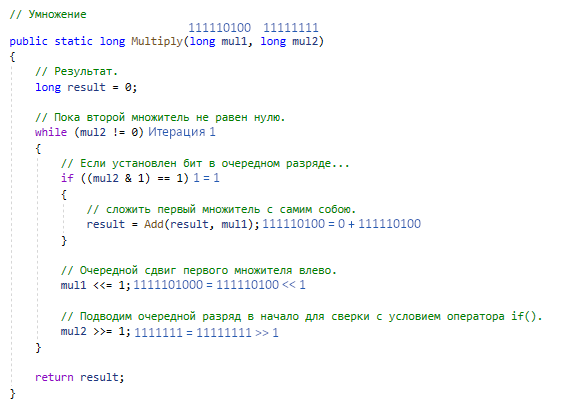 // Умножение
111110100 11111111
public static long Multiply(long mul1, long mul2)
{
// Результат.
long result = 0;
// Пока второй множитель не равен нулю.
while (mul2 != 0) Итерация 1
{
// Если установлен бит в очередном разряде...
if ((mul2 & 1) == 1) 1 = 1
{
// сложить первый множитель с самим собою.
result = Add(result, mul1); 111110100 = 0 + 111110100
}
// Очередной сдвиг первого множителя влево.
mul1 <<= 1; 1111101000 = 111110100 << 1
// Подводим очередной разряд в начало для сверки с условием оператора if().
mul2 >>= 1; 1111111 = 11111111 >> 1
}
return result;
}